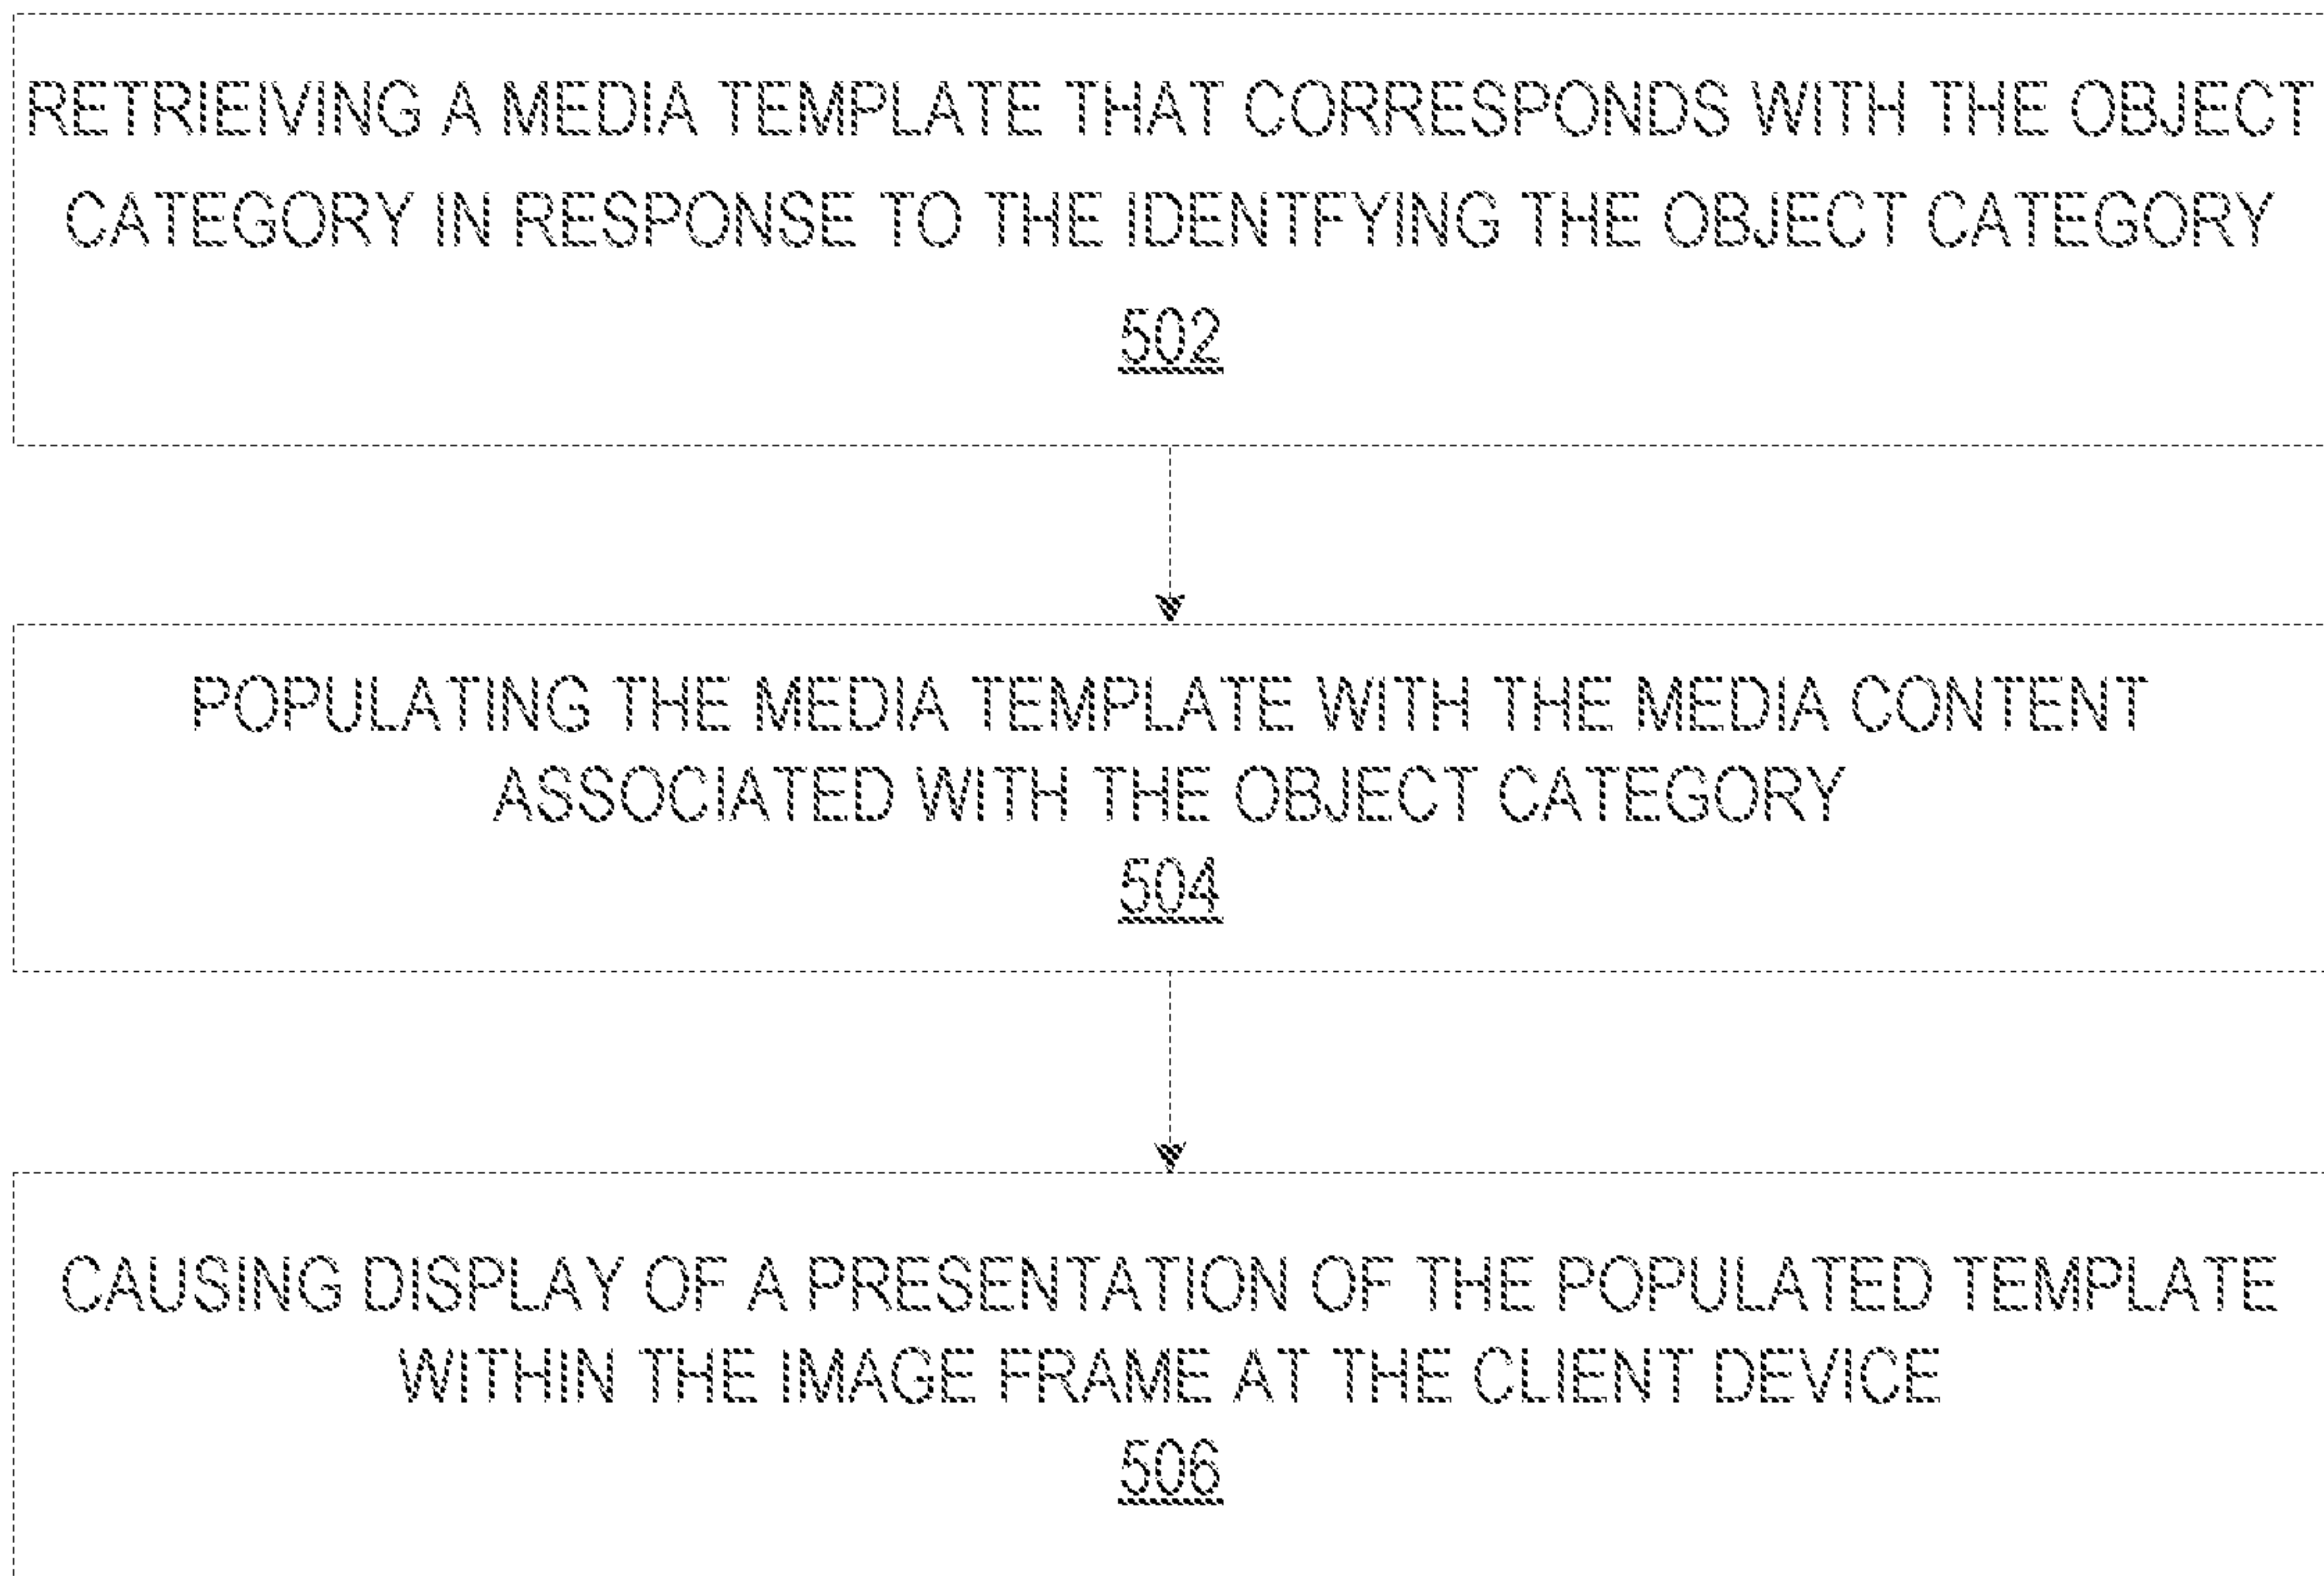 RETRIEIVING A MEDIA TEMPLATE THAT CORRESPONDS WITH THE OBJECT
CATEGORY IN RESPONSE TO THE IDENTFYING THE OBJECT CATEGORY
502
POPULATING THE MEDIA TEMPLATE WITH THE MEDIA CONTENT
ASSOCIATED WITH THE OBJECT CATEGORY
504
CAUSING DISPLAY OF A PRESENTATION OF THE POPULATED TEMPLATE
WITHIN THE IMAGE FRAME AT THE CLIENT DEVICE
506